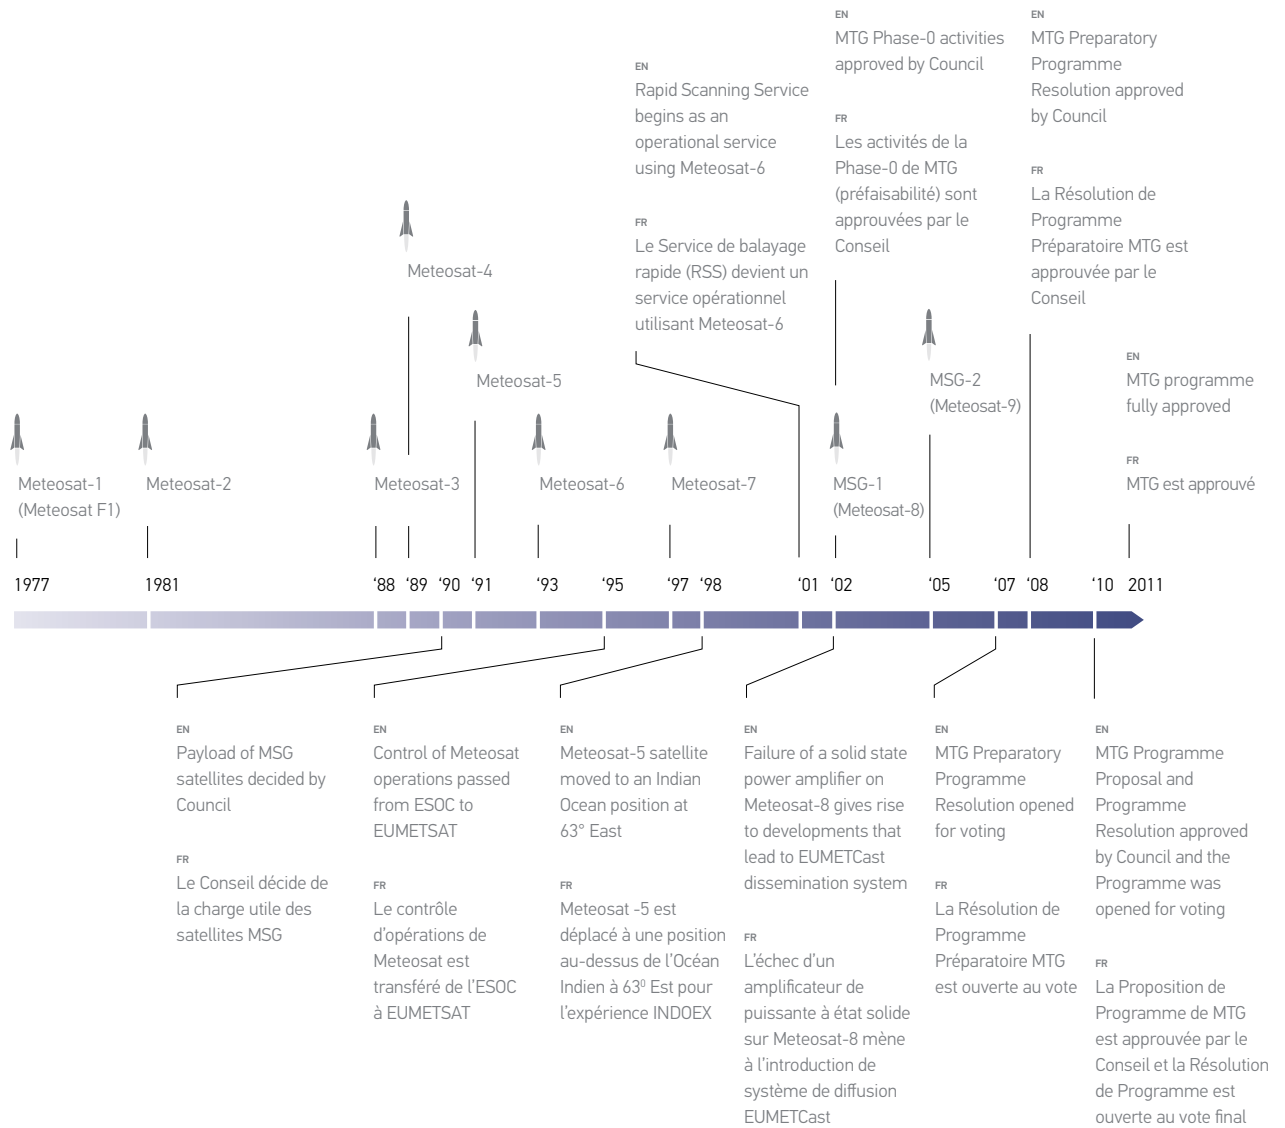 EN
MTG Phase-0 activities
approved by Council
FR
Les activités de la
Phase-0 de MTG
(préfaisabilité) sont
approuvées par le
Conseil
EN
MTG Preparatory
Programme
Resolution approved
by Council
FR
La Résolution de
Programme
Préparatoire MTG est
approuvée par le
Conseil
EN
Rapid Scanning Service
begins as an
operational service
using Meteosat-6
FR
Le Service de balayage
rapide (RSS) devient un
service opérationnel
utilisant Meteosat-6
Meteosat-4
Meteosat-5
MSG-2
(Meteosat-9)
EN
MTG programme
fully approved
FR
MTG est approuvé
Meteosat-1
(Meteosat F1)
Meteosat-2
Meteosat-3
Meteosat-6
Meteosat-7
MSG-1
(Meteosat-8)
1977 1981 ‘88 ‘89 ‘90 ‘91 ‘93 ‘95 ‘97 ‘98 ‘01 ‘02 ‘05 ‘07 ‘08 ‘10 2011
EN
Payload of MSG
satellites decided by
Council
FR
Le Conseil décide de
la charge utile des
satellites MSG
EN
Control of Meteosat
operations passed
from ESOC to
EUMETSAT
FR
Le contrôle
d’opérations de
Meteosat est
transféré de l’ESOC
à EUMETSAT
EN
Meteosat-5 satellite
moved to an Indian
Ocean position at
63° East
FR
Meteosat -5 est
déplacé à une position
au-dessus de l’Océan
Indien à 63⁰ Est pour
l’expérience INDOEX
EN
Failure of a solid state
power amplifier on
Meteosat-8 gives rise
to developments that
lead to EUMETCast
dissemination system
FR
L’échec d’un
amplificateur de
puissante à état solide
sur Meteosat-8 mène
à l’introduction de
système de diffusion
EUMETCast
EN
MTG Preparatory
Programme
Resolution opened
for voting
FR
La Résolution de
Programme
Préparatoire MTG
est ouverte au vote
EN
MTG Programme
Proposal and
Programme
Resolution approved
by Council and the
Programme was
opened for voting
FR
La Proposition de
Programme de MTG
est approuvée par le
Conseil et la Résolution
de Programme est
ouverte au vote final